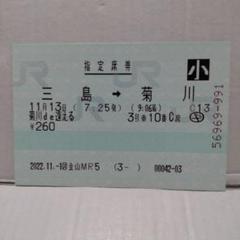 指定席券 小
三島 → 菊川
11月13日 ( 7:25発) (9:06着) C13
菊川de逢える 3号車10番C席
¥260
2022.11.-1金山MR5 (3- ) 00042-03
56969-991